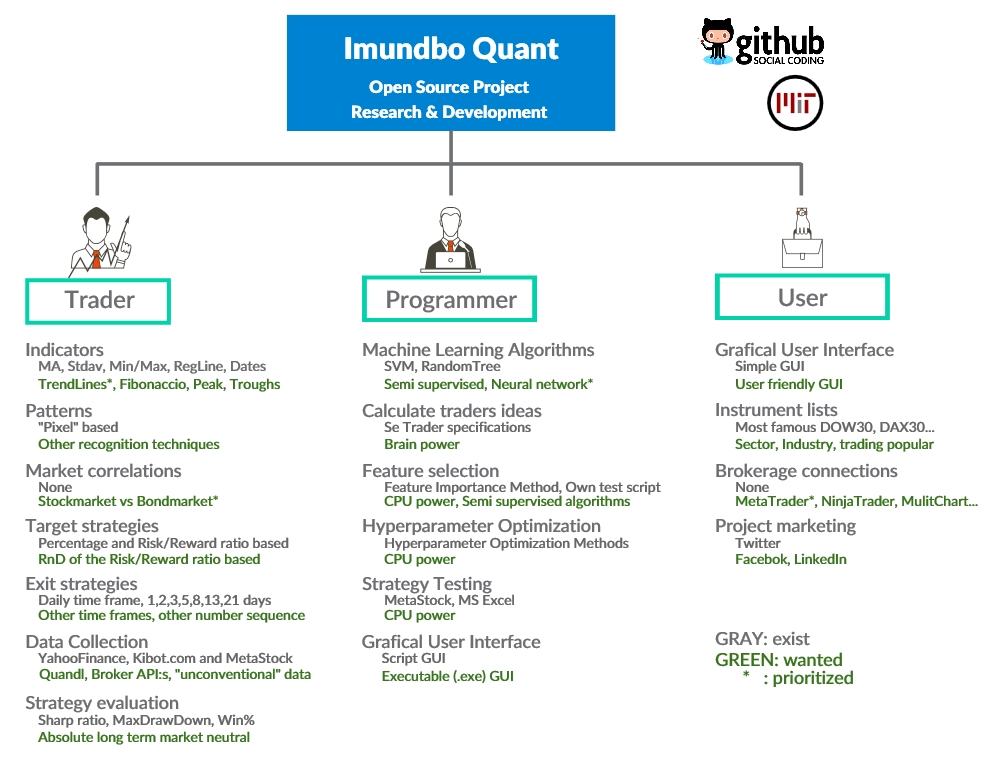 Imundbo Quant
Open Source Project
Research & Development
github
SOCIAL CODING
MIT
Trader
Indicators
MA, Stdav, Min/Max, RegLine, Dates
TrendLines*, Fibonaccio, Peak, Troughs
Patterns
"Pixel" based
Other recognition techniques
Market correlations
None
Stockmarket vs Bondmarket*
Target strategies
Percentage and Risk/Reward ratio based
RnD of the Risk/Reward ratio based
Exit strategies
Daily time frame, 1,2,3,5,8,13,21 days
Other time frames, other number sequence
Data Collection
YahooFinance, Kibot.com and MetaStock
Quandl, Broker API:s, "unconventional" data
Strategy evaluation
Sharp ratio, MaxDrawDown, Win%
Absolute long term market neutral
Programmer
Machine Learning Algorithms
SVM, RandomTree
Semi supervised, Neural network*
Calculate traders ideas
Se Trader specifications
Brain power
Feature selection
Feature Importance Method, Own test script
CPU power, Semi supervised algorithms
Hyperparameter Optimization
Hyperparameter Optimization Methods
CPU power
Strategy Testing
MetaStock, MS Excel
CPU power
Grafical User Interface
Script GUI
Executable (.exe) GUI
User
Grafical User Interface
Simple GUI
User friendly GUI
Instrument lists
Most famous DOW30, DAX30...
Sector, Industry, trading popular
Brokerage connections
None
MetaTrader*, NinjaTrader, MulitChart...
Project marketing
Twitter
Facebok, LinkedIn
GRAY: exist
GREEN: wanted
* : prioritized